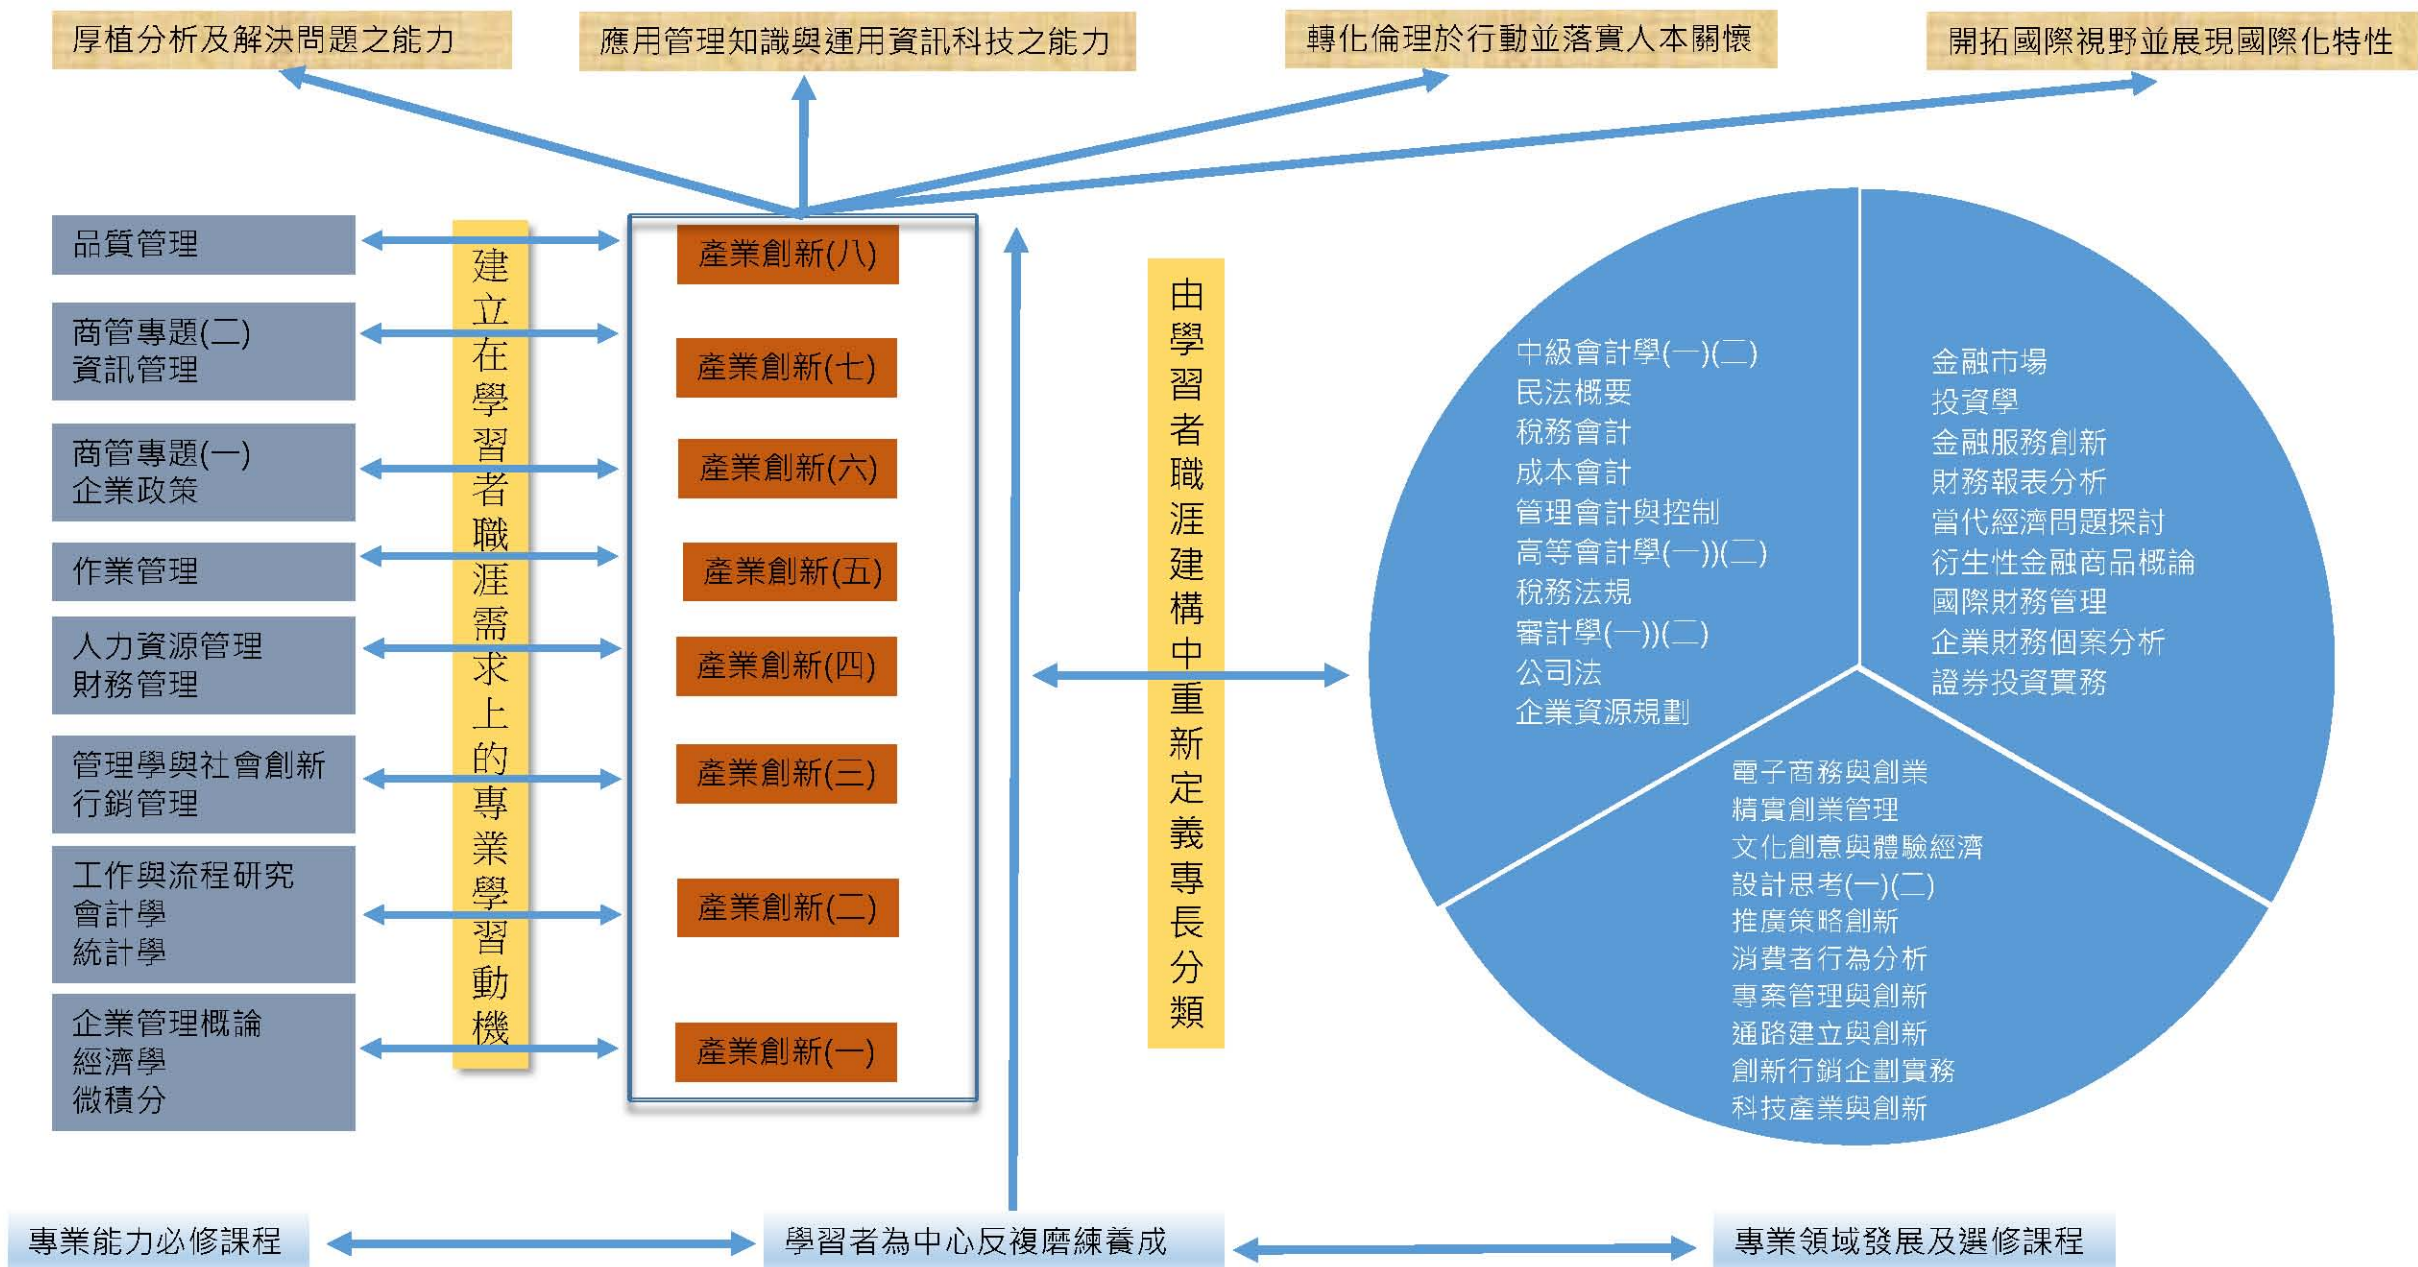 厚植分析及解決問題之能力
應用管理知識與運用資訊科技之能力
轉化倫理於行動並落實人本關懷
開拓國際視野並展現國際化特性
品質管理
商管專題(二)
資訊管理
商管專題(一)
企業政策
作業管理
人力資源管理
財務管理
管理學與社會創新
行銷管理
工作與流程研究
會計學
統計學
企業管理概論
經濟學
微積分
建立在學習者職涯需求上的專業學習動機
產業創新(八)
產業創新(七)
產業創新(六)
產業創新(五)
產業創新(四)
產業創新(三)
產業創新(二)
產業創新(一)
由學習者職涯建構中重新定義專長分類
中級會計學(一)(二)
民法概要
稅務會計
成本會計
管理會計與控制
高等會計學(一))(二)
稅務法規
審計學(一))(二)
公司法
企業資源規劃
金融市場
投資學
金融服務創新
財務報表分析
當代經濟問題探討
衍生性金融商品概論
國際財務管理
企業財務個案分析
證券投資實務
電子商務與創業
精實創業管理
文化創意與體驗經濟
設計思考(一)(二)
推廣策略創新
消費者行為分析
專案管理與創新
通路建立與創新
創新行銷企劃實務
科技產業與創新
專業能力必修課程
學習者為中心反複磨練養成
專業領域發展及選修課程